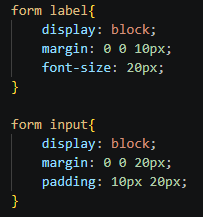 form label{
    display: block;
    margin: 0 0 10px;
    font-size: 20px;
}

form input{
    display: block;
    margin: 0 0 20px;
    padding: 10px 20px;
}